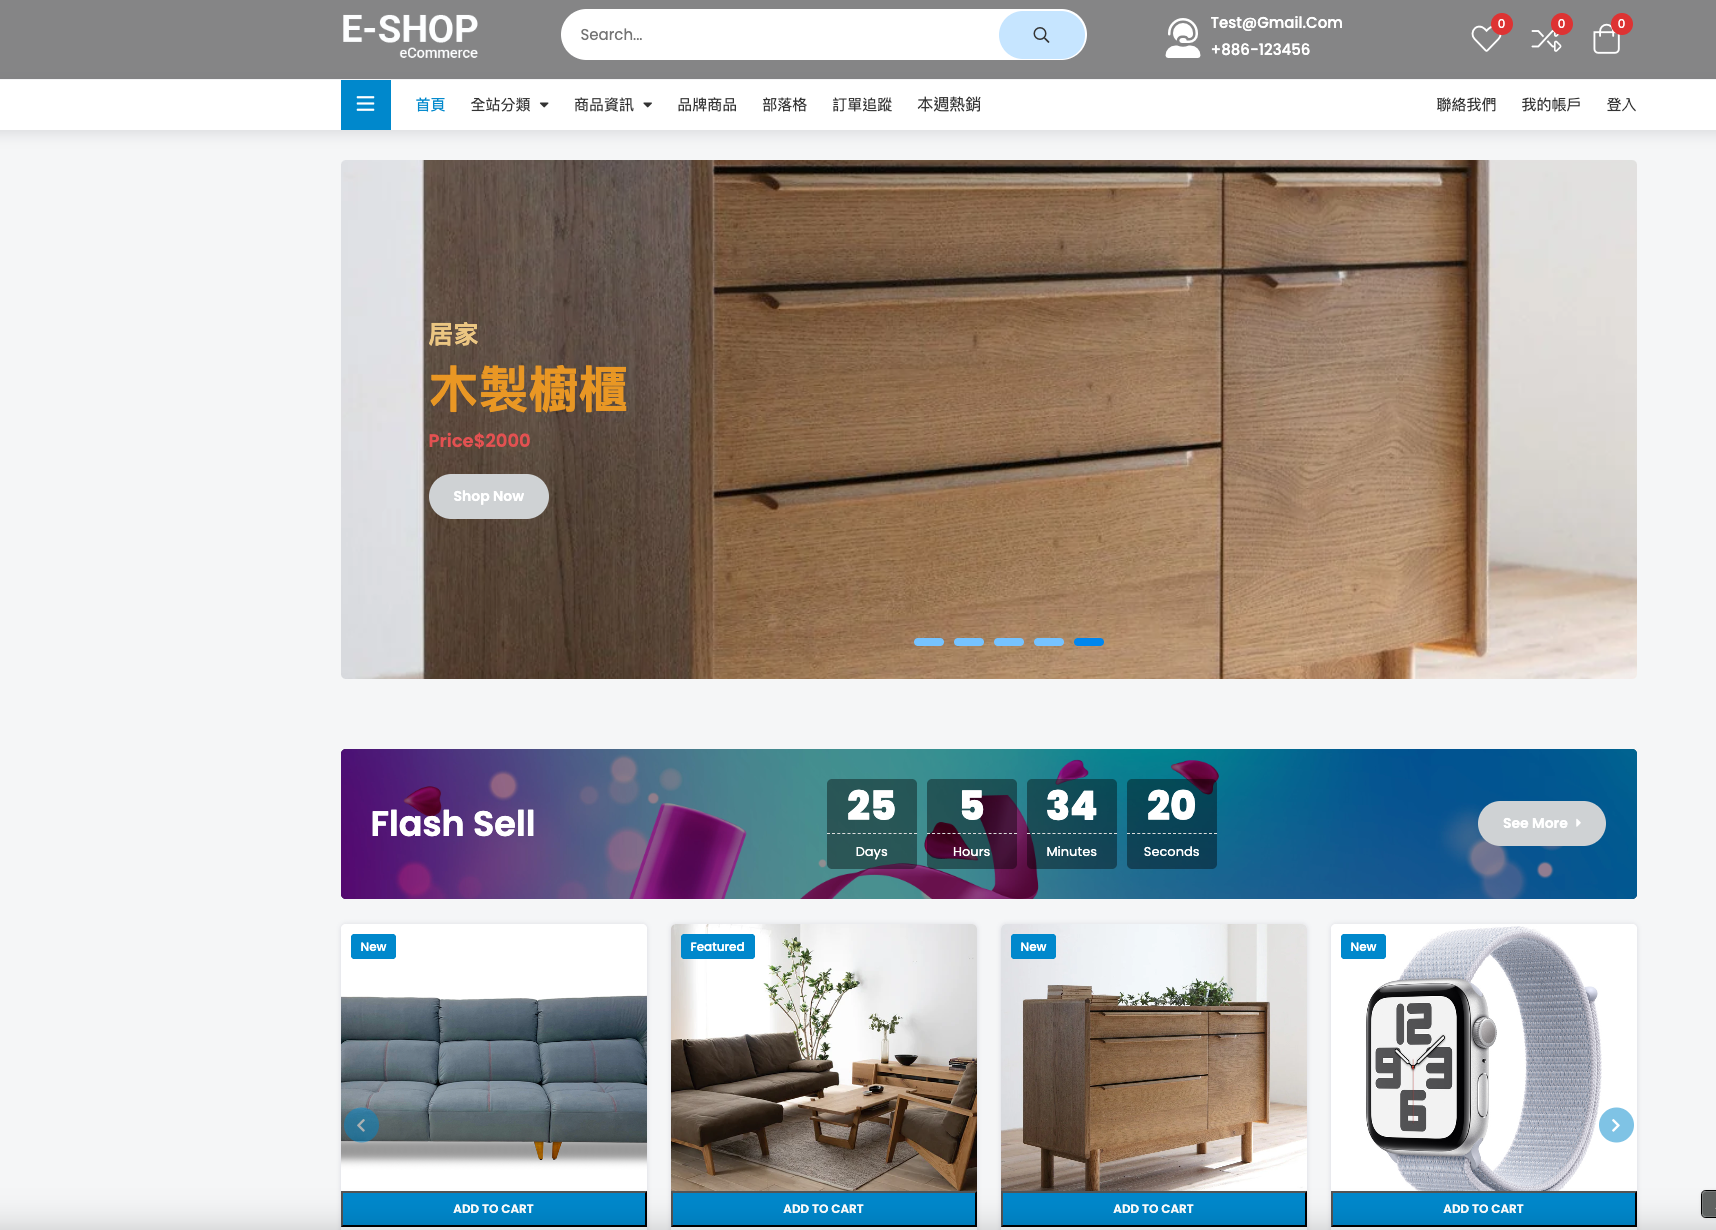 E-SHOP
eCommerce
Search...
Test@Gmail.Com
+886-123456
0
0
0
首頁
全站分類
商品資訊
品牌商品
部落格
訂單追蹤
本週熱銷
聯絡我們
我的帳戶
登入
居家
木製櫥櫃
Price$2000
Shop Now
Flash Sell
25
Days
5
Hours
34
Minutes
20
Seconds
See More
New
Featured
New
New
12
9
3
6
ADD TO CART
ADD TO CART
ADD TO CART
ADD TO CART